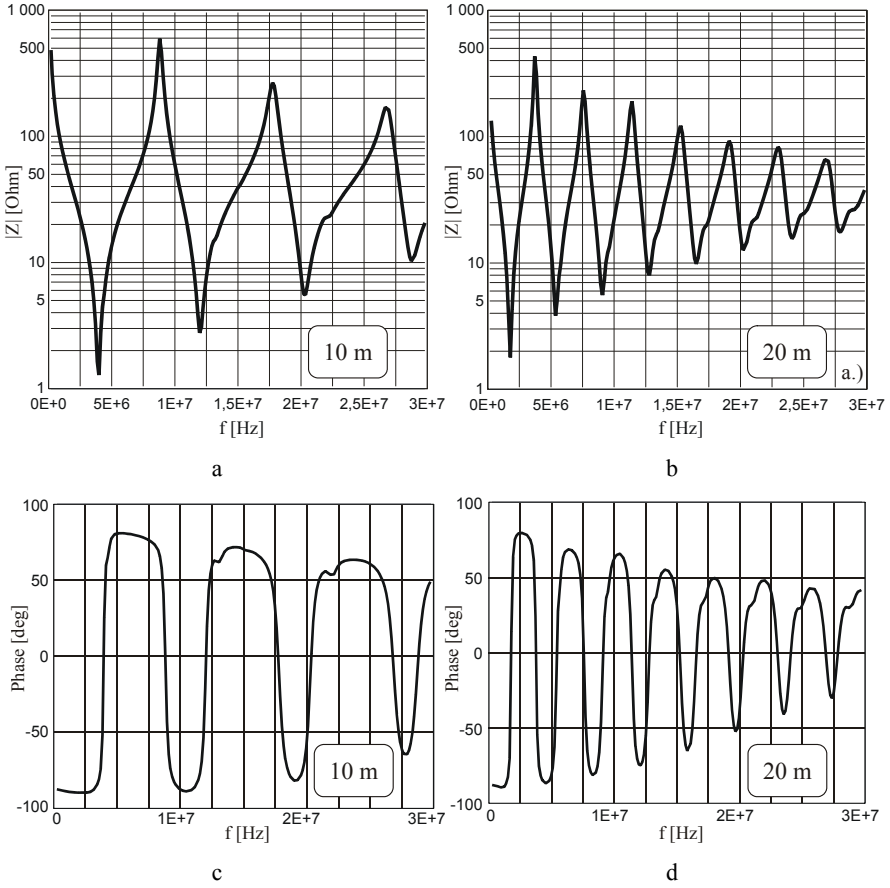 1 000
500
100
50
10
5
1
|Z| [Ohm]
0E+0 5E+6 1E+7 1,5E+7 2E+7 2,5E+7 3E+7
f [Hz]
10 m
a
1 000
500
100
50
10
5
1
|Z| [Ohm]
0E+0 5E+6 1E+7 1,5E+7 2E+7 2,5E+7 3E+7
f [Hz]
20 m
a.)
b
100
50
0
-50
-100
Phase [deg]
0 1E+7 2E+7 3E+7
f [Hz]
10 m
c
100
50
0
-50
-100
Phase [deg]
0 1E+7 2E+7 3E+7
f [Hz]
20 m
d